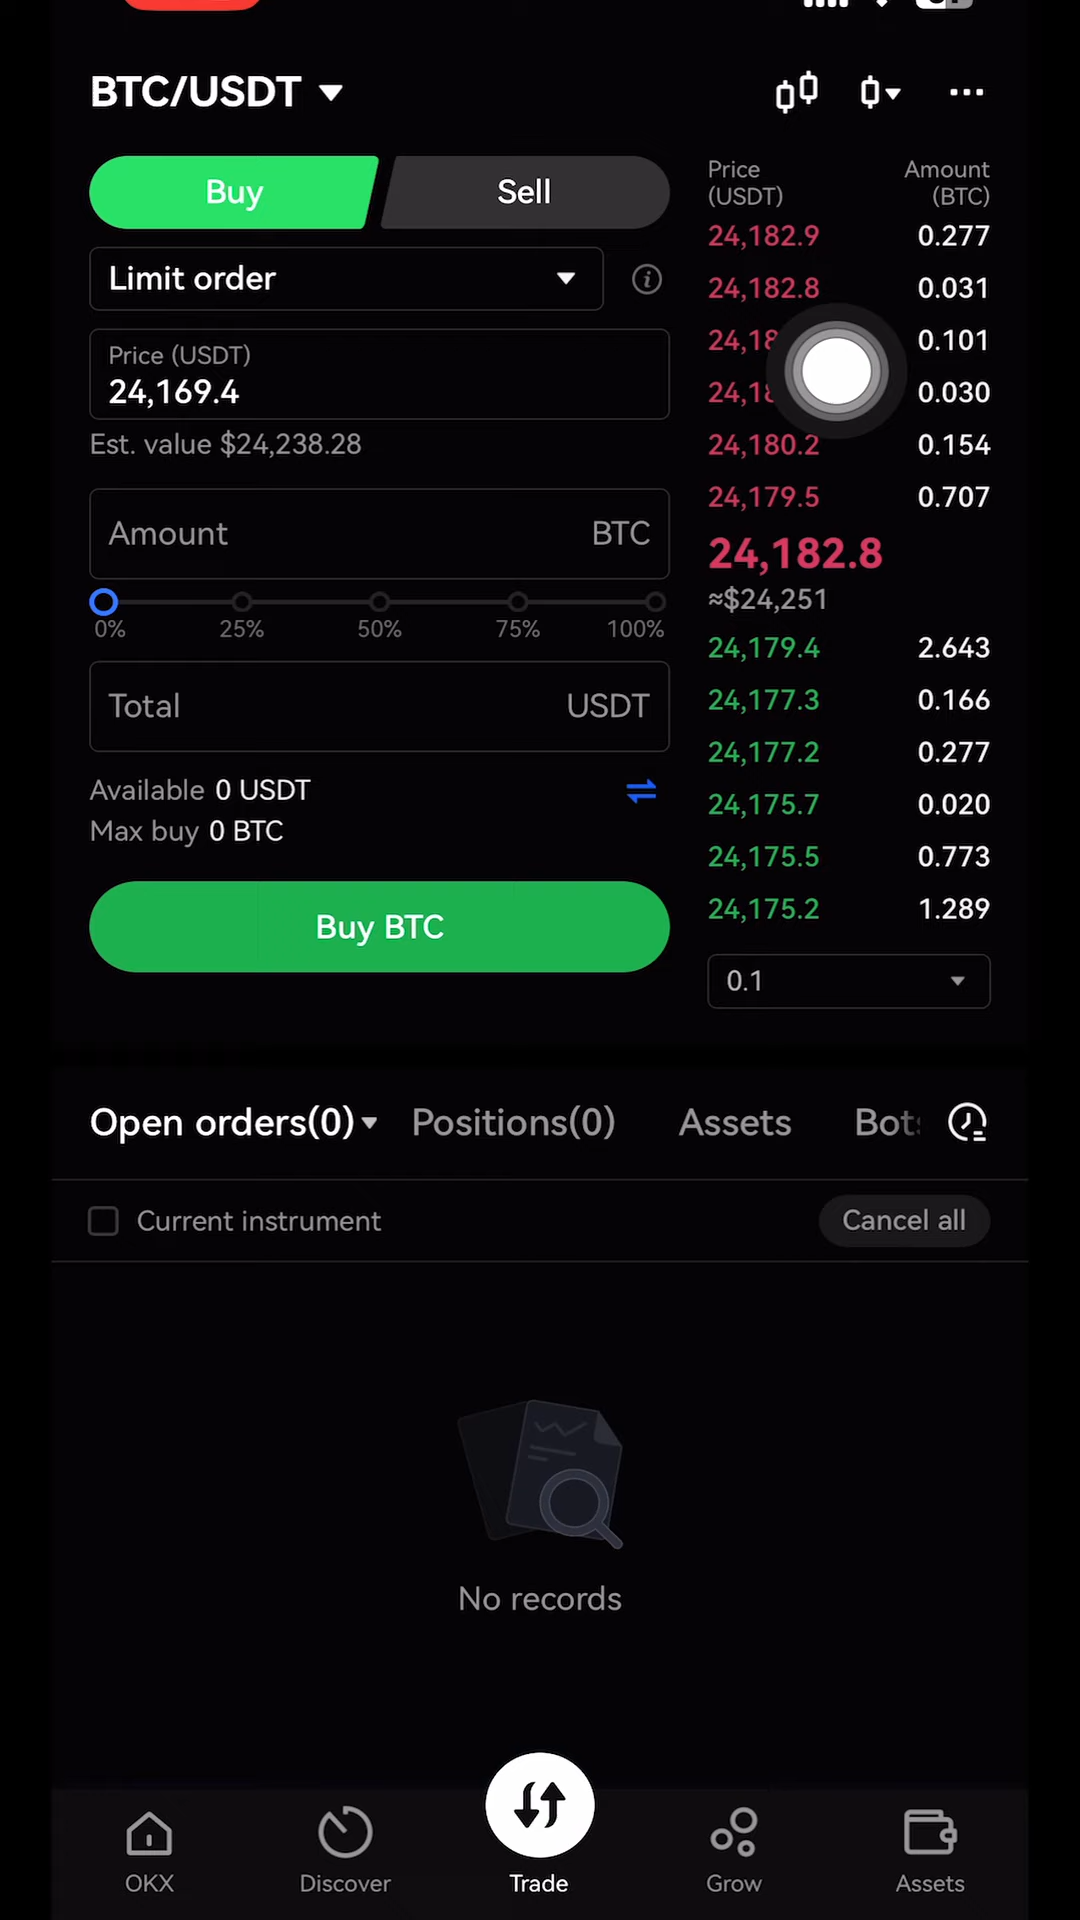 BTC/USDT
Buy
Sell
Limit order
Price (USDT)
24,169.4
Est. value $24,238.28
Amount
BTC
0%
25%
50%
75%
100%
Total
USDT
Available 0 USDT
Max buy 0 BTC
Buy BTC
Price
(USDT)
Amount
(BTC)
24,182.9 0.277
24,182.8 0.031
0.101
0.030
24,180.2 0.154
24,179.5 0.707
24,182.8
≈$24,251
24,179.4 2.643
24,177.3 0.166
24,177.2 0.277
24,175.7 0.020
24,175.5 0.773
24,175.2 1.289
0.1
Open orders(0)
Positions(0)
Assets
Current instrument
Cancel all
No records
OKX
Discover
Trade
Grow
Assets